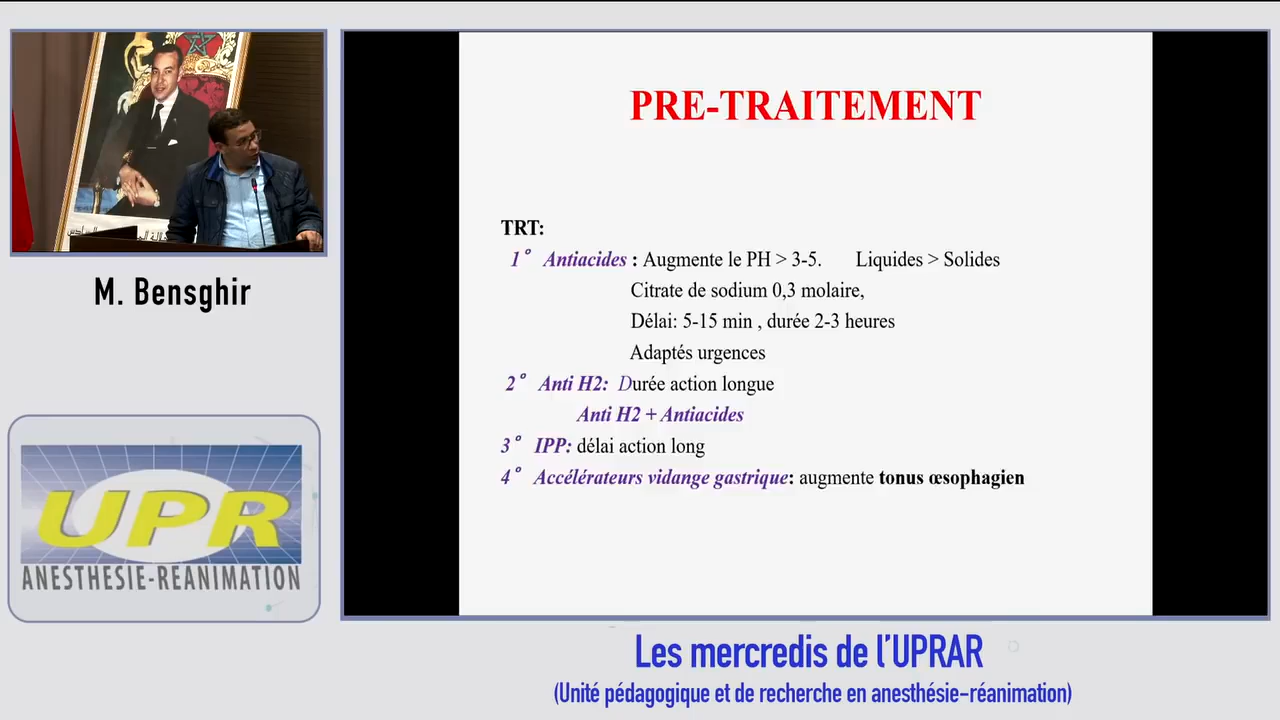 M. Bensghir
UPR
ANESTHESIE-REANIMATION
PRE-TRAITEMENT
TRT:
1° Antiacides : Augmente le PH > 3-5. Liquides > Solides
Citrate de sodium 0,3 molaire,
Délai: 5-15 min , durée 2-3 heures
Adaptés urgences
2° Anti H2: Durée action longue
Anti H2 + Antiacides
3° IPP: délai action long
4° Accélérateurs vidange gastrique: augmente tonus œsophagien
Les mercredis de l'UPRAR
(Unité pédagogique et de recherche en anesthésie-réanimation)